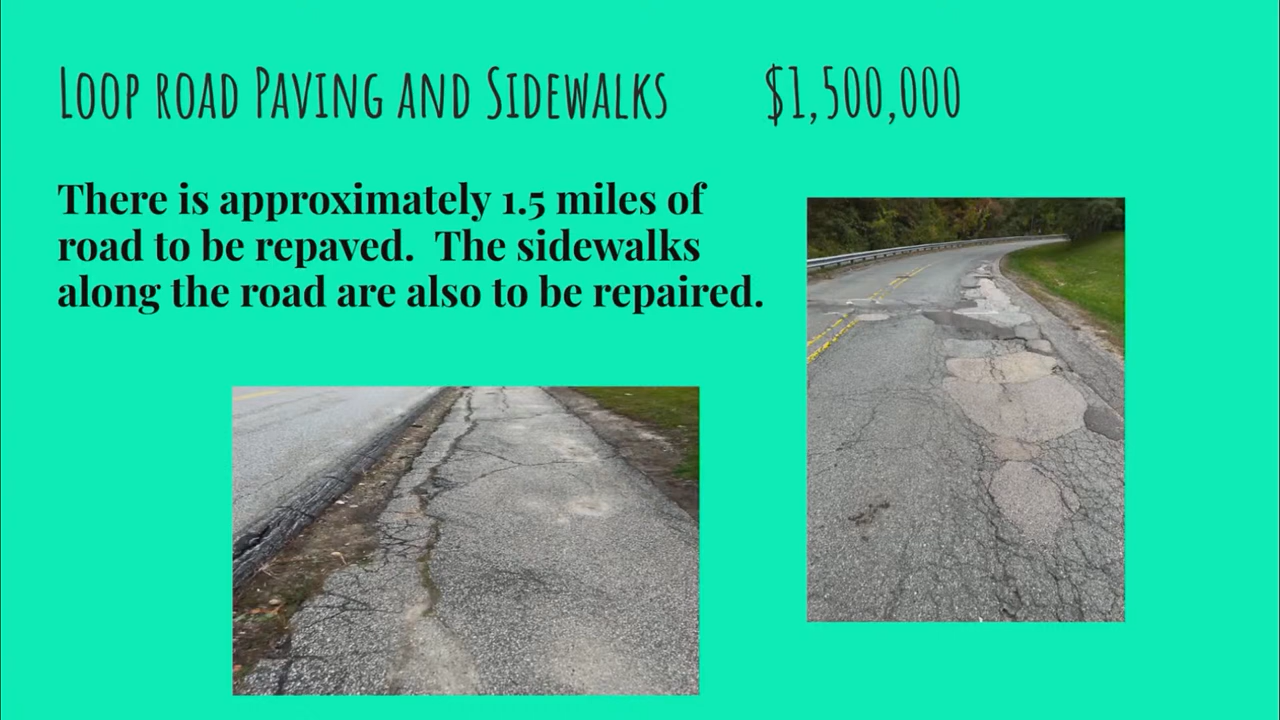 Loop road Paving and Sidewalks $1,500,000
There is approximately 1.5 miles of
road to be repaved. The sidewalks
along the road are also to be repaired.